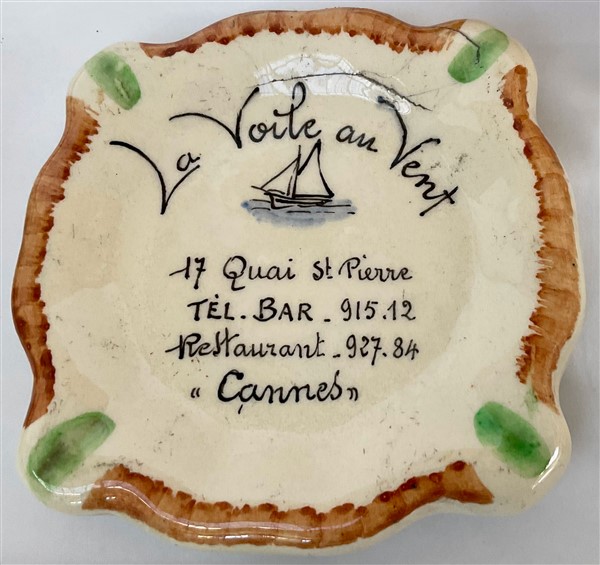 La Voile au Vent
17 Quai St Pierre
TÉL. BAR - 915.12
Restaurant - 927.84
" Cannes "